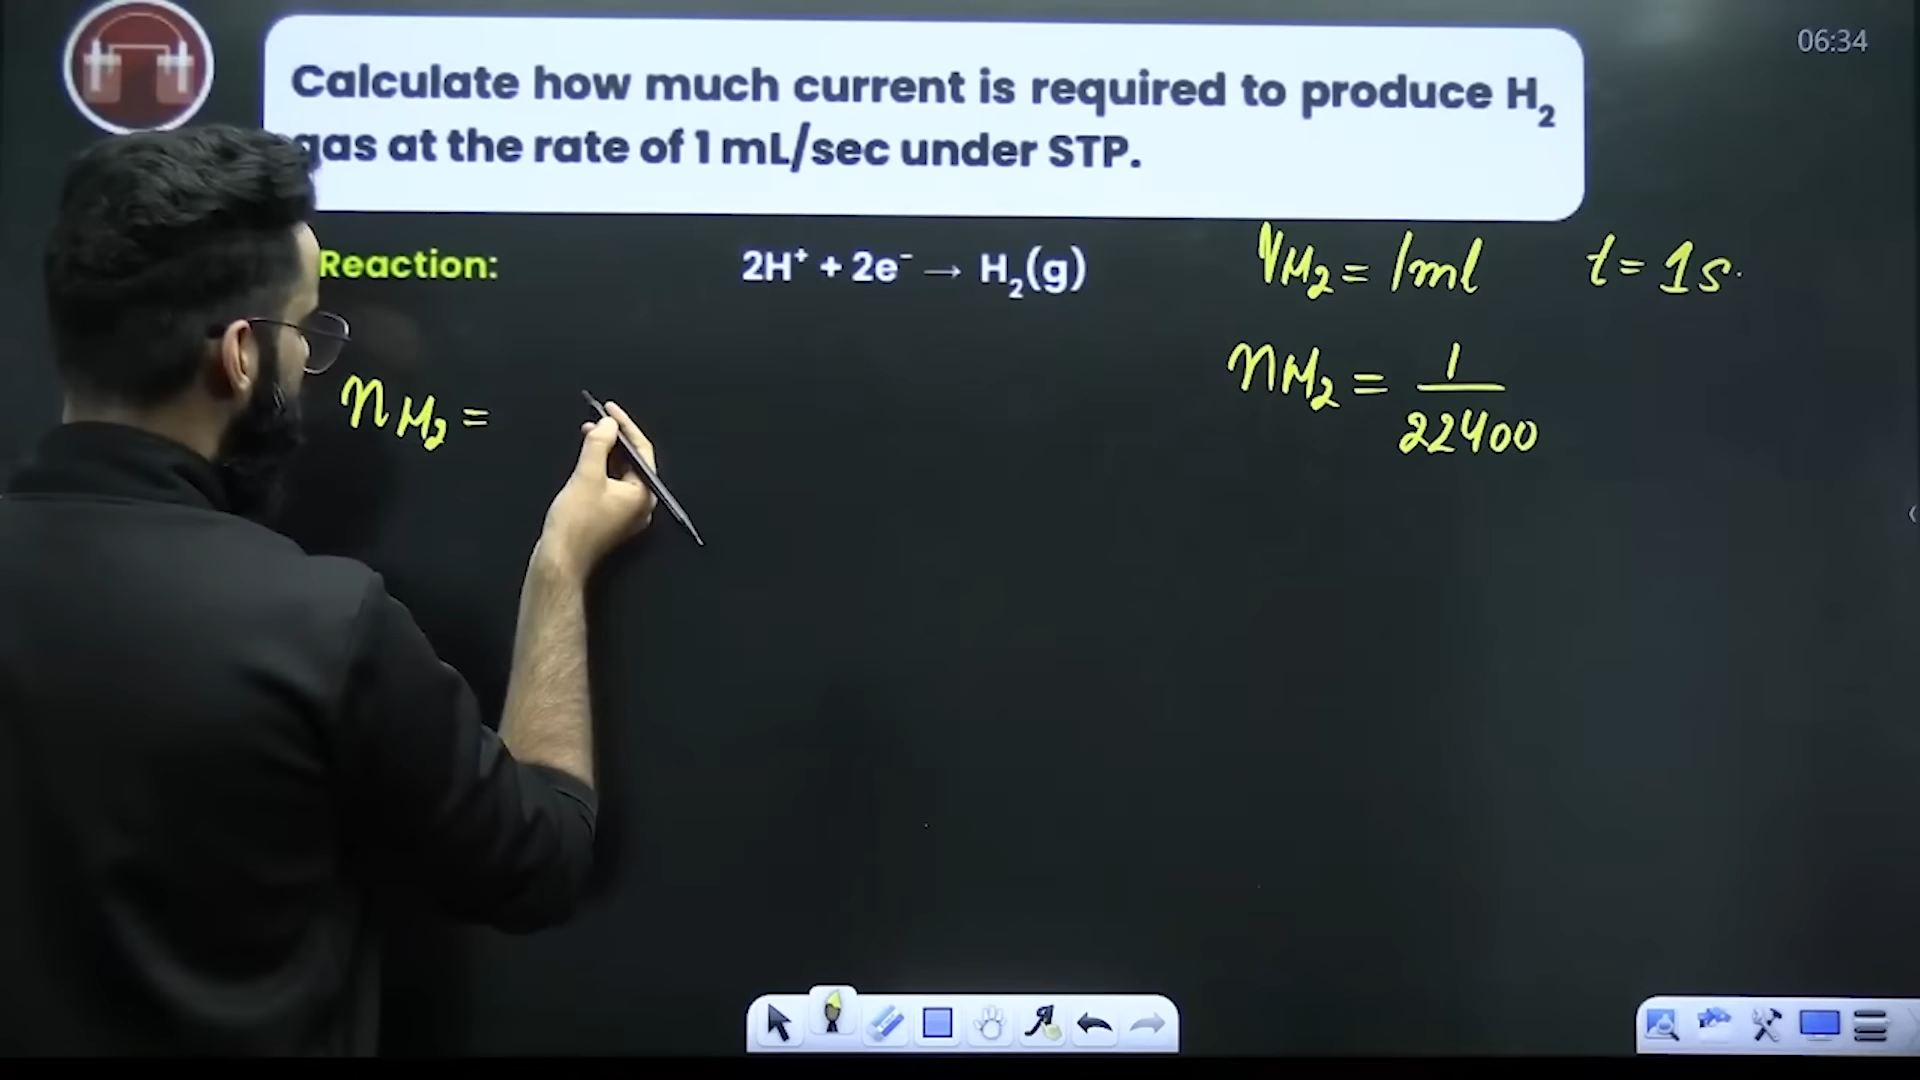 06:34
Calculate how much current is required to produce H₂
gas at the rate of 1 mL/sec under STP.
Reaction: 2H⁺ + 2e⁻ → H₂(g)
VH₂ = 1ml t = 1s.
nH₂ = 1/22400
nH₂ =